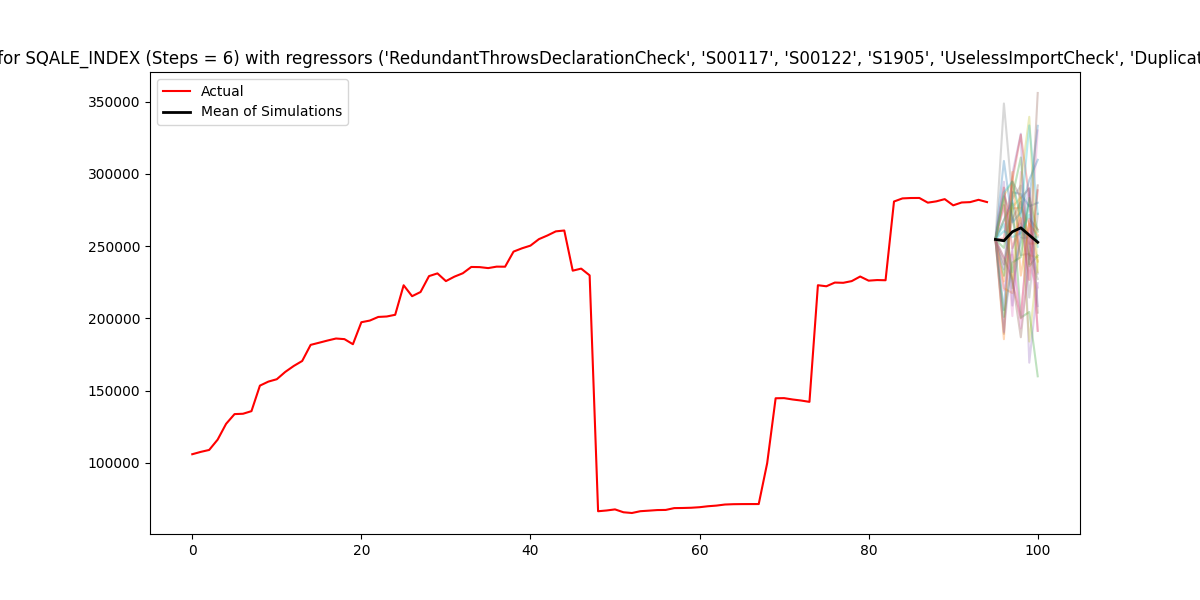 for SQALE_INDEX (Steps = 6) with regressors ('RedundantThrowsDeclarationCheck', 'S00117', 'S00122', 'S1905', 'UselessImportCheck', 'Duplicat
Actual
Mean of Simulations
350000
300000
250000
200000
150000
100000
0 20 40 60 80 100